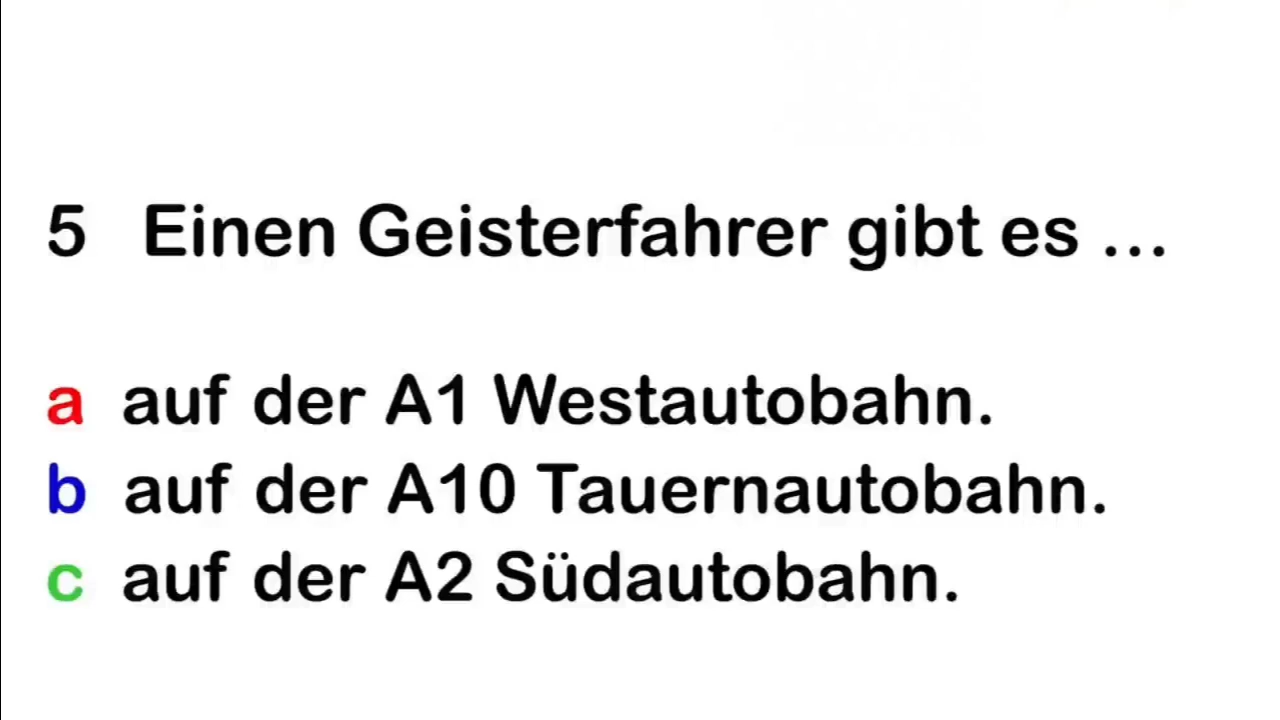 5 Einen Geisterfahrer gibt es ...
a auf der A1 Westautobahn.
b auf der A10 Tauernautobahn.
c auf der A2 Südautobahn.